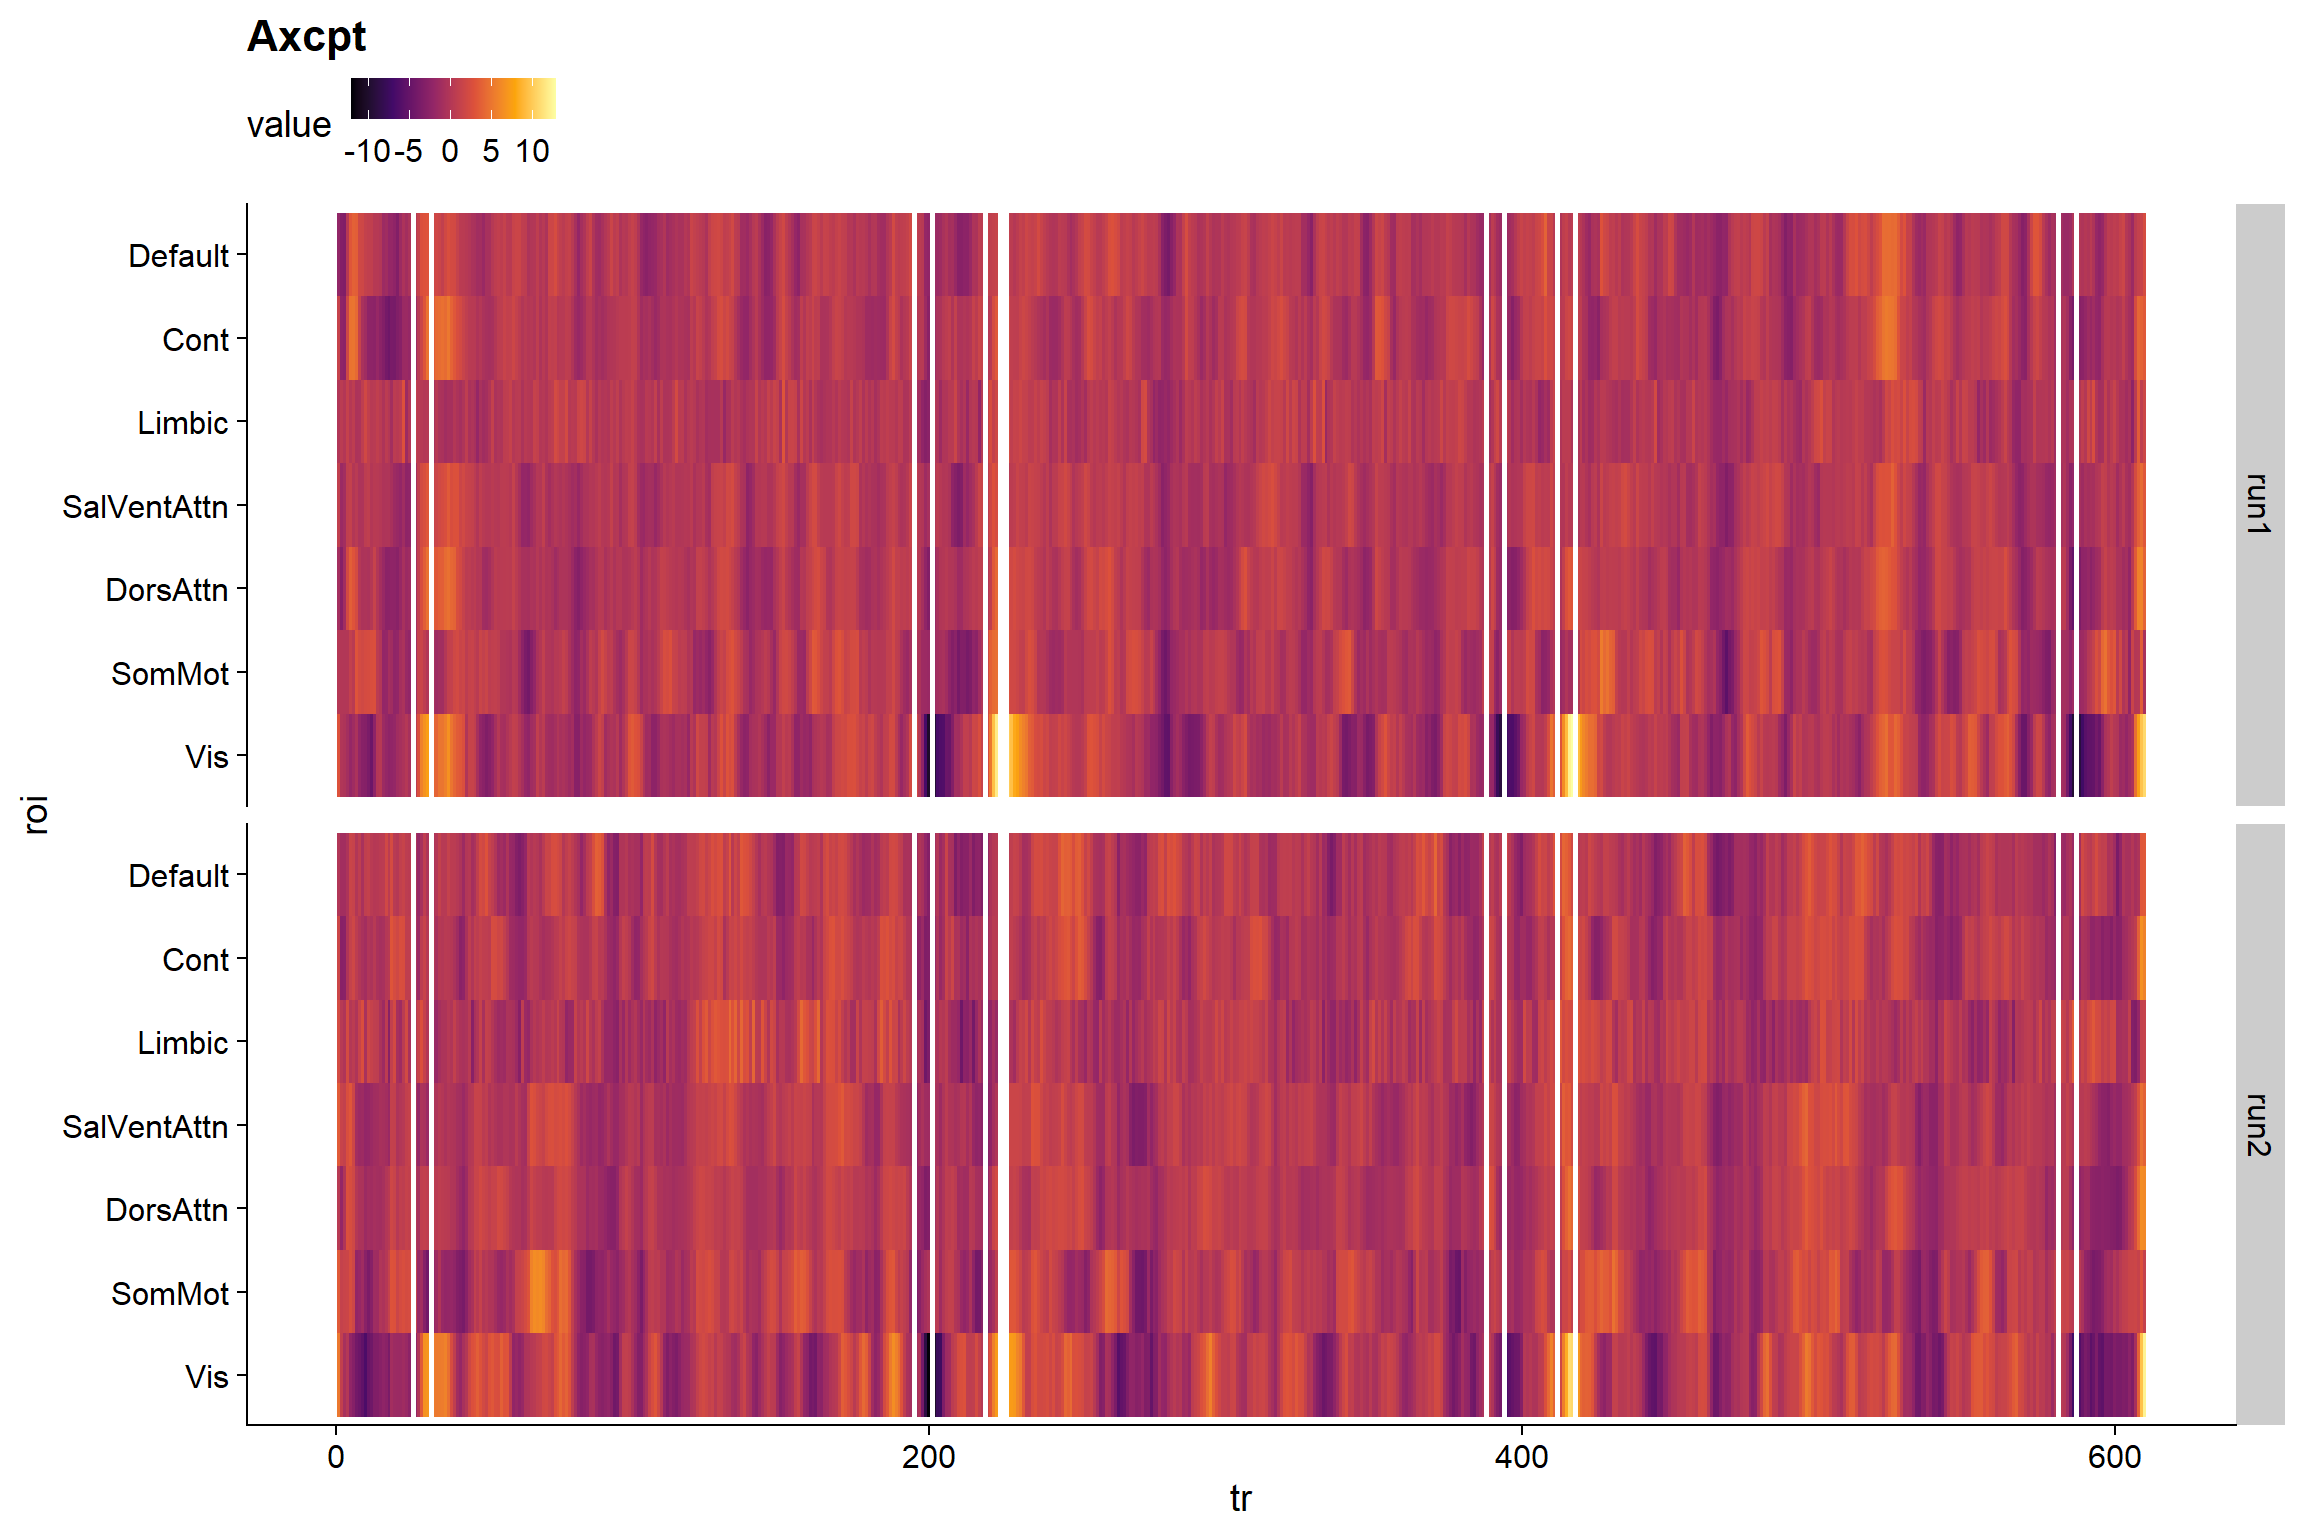 Axcpt
value
-10 -5 0 5 10
Default
Cont
Limbic
SalVentAttn
DorsAttn
SomMot
Vis
run1
roi
Default
Cont
Limbic
SalVentAttn
DorsAttn
SomMot
Vis
run2
0 200 400 600
tr